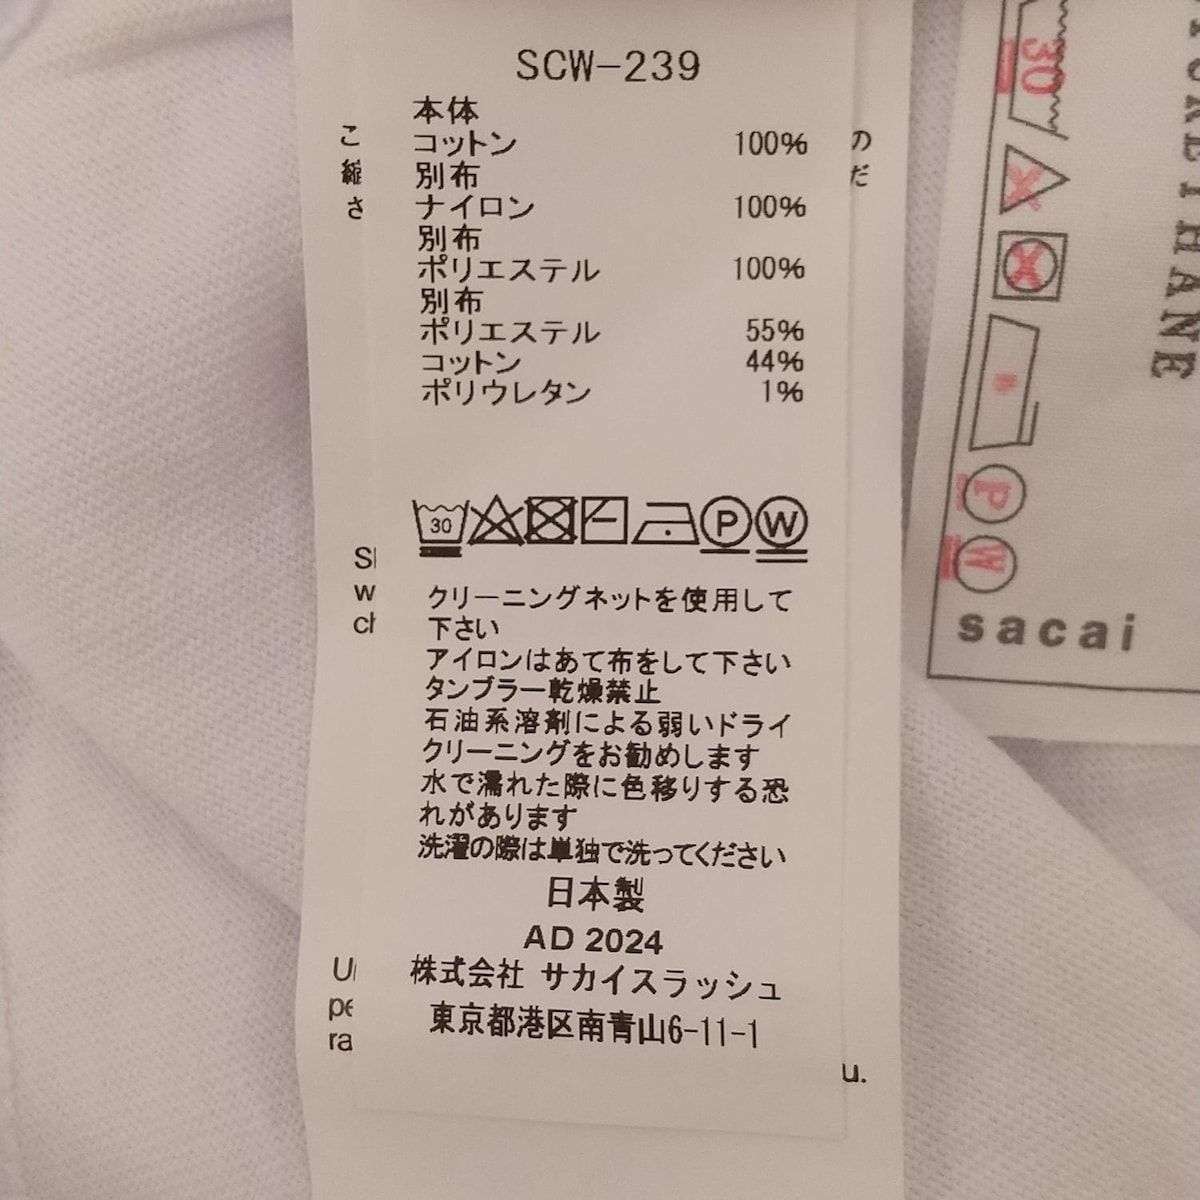 SCW-239
本体
コットン 100%
別布
ナイロン 100%
別布
ポリエステル 100%
別布
ポリエステル 55%
コットン 44%
ポリウレタン 1%
30 P W
クリーニングネットを使用して
下さい
アイロンはあて布をして下さい
タンブラー乾燥禁止
石油系溶剤による弱いドライ
クリーニングをお勧めします
水で濡れた際に色移りする恐
れがあります
洗濯の際は単独で洗ってください
日本製
AD 2024
株式会社 サカイスラッシュ
東京都港区南青山6-11-1
30
P
W
sacai